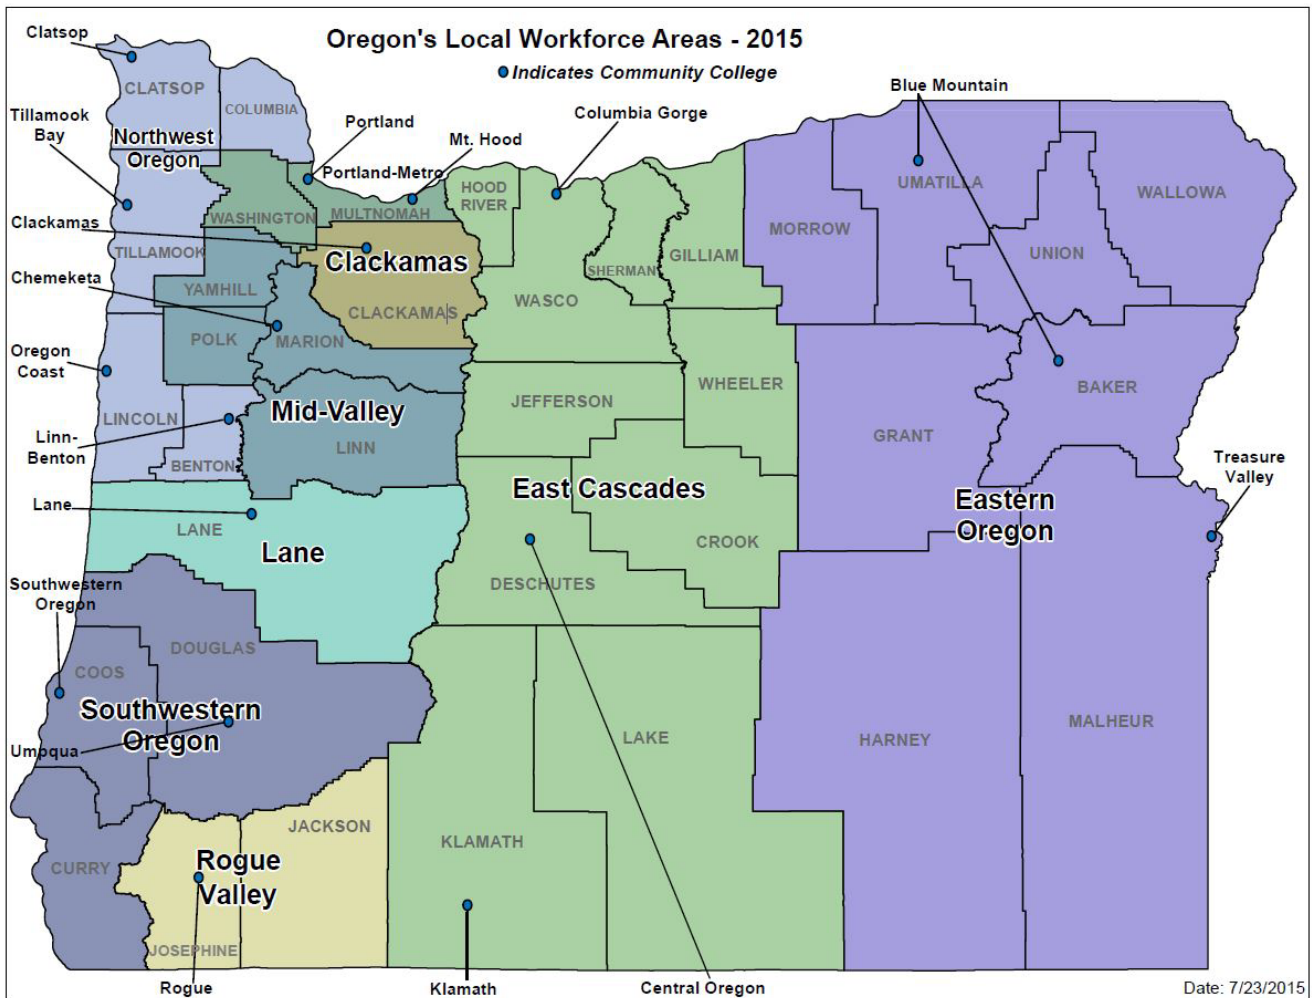 Oregon's Local Workforce Areas - 2015
Indicates Community College
Clatsop
CLATSOP
COLUMBIA
Tillamook
Bay
Northwest
Oregon
Portland
Portland-Metro
Mt. Hood
Columbia Gorge
Blue Mountain
HOOD
RIVER
UMATILLA
WALLOWA
Clackamas
WASHINGTON
MULTNOMAH
MORROW
UNION
TILLAMOOK
Clackamas
SHERMAN
GILLIAM
Chemeketa
YAMHILL
CLACKAMAS
WASCO
Oregon
Coast
POLK
MARION
WHEELER
BAKER
LINCOLN
Mid-Valley
JEFFERSON
GRANT
Linn-
Benton
BENTON
LINN
Treasure
Valley
East Cascades
Eastern
Oregon
Lane
LANE
Lane
CROOK
DESCHUTES
Southwestern
Oregon
DOUGLAS
COOS
Southwestern
Oregon
Umpqua
LAKE
HARNEY
MALHEUR
JACKSON
KLAMATH
CURRY
Rogue
Valley
JOSEPHINE
Rogue
Klamath
Central Oregon
Date: 7/23/2015